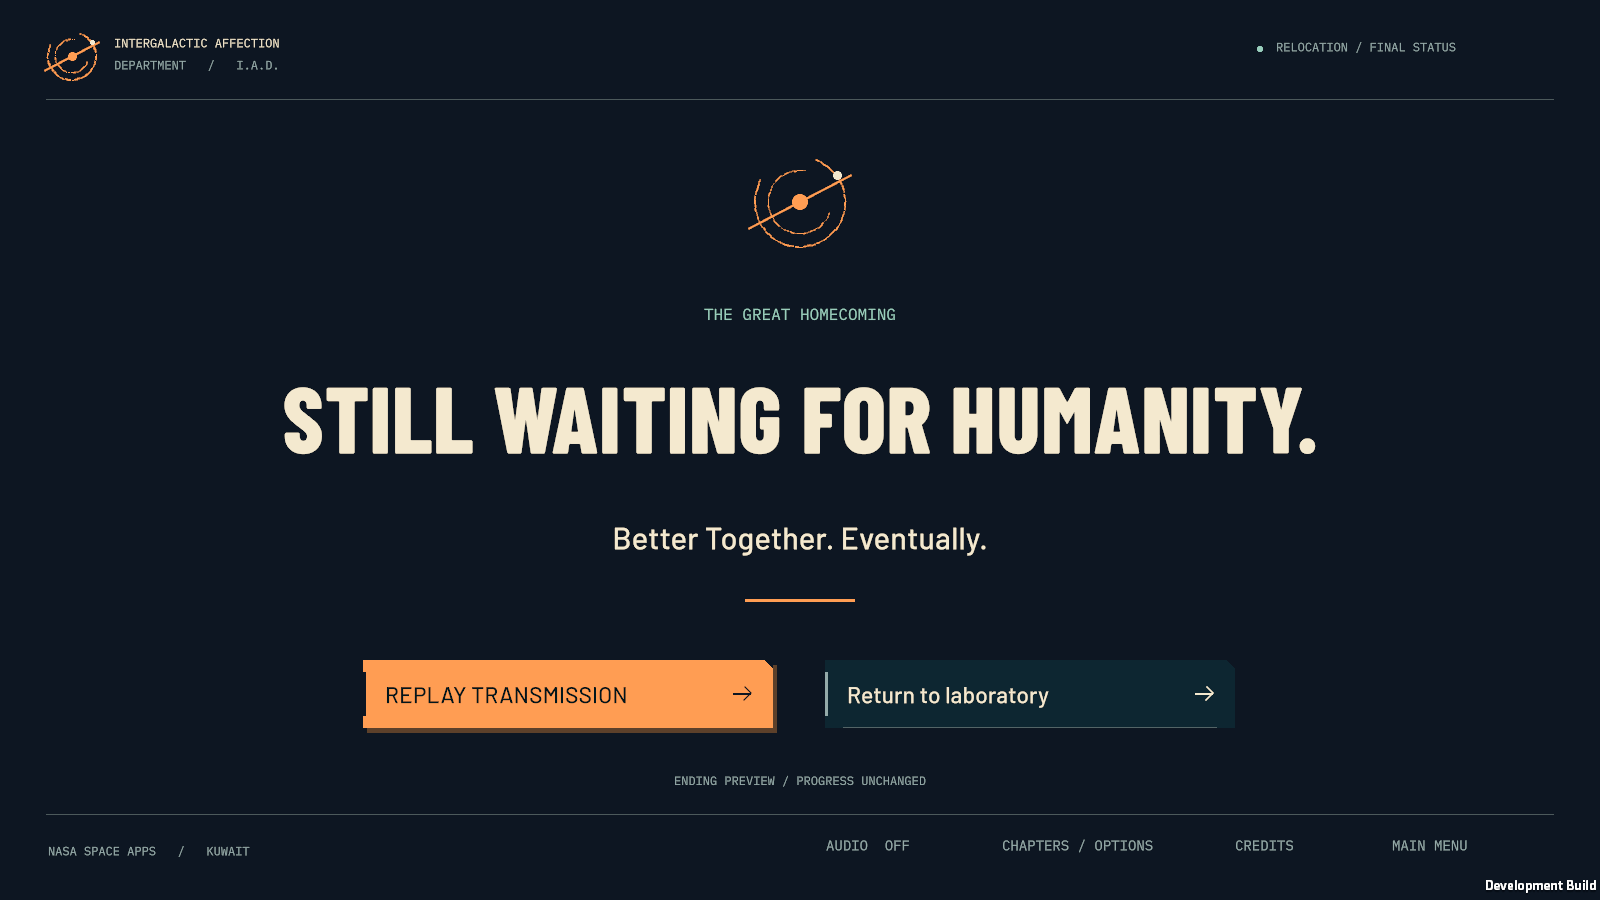 INTERGALACTIC AFFECTION
DEPARTMENT / I.A.D.
RELOCATION / FINAL STATUS
THE GREAT HOMECOMING
STILL WAITING FOR HUMANITY.
Better Together. Eventually.
REPLAY TRANSMISSION →
Return to laboratory →
ENDING PREVIEW / PROGRESS UNCHANGED
NASA SPACE APPS / KUWAIT
AUDIO OFF
CHAPTERS / OPTIONS
CREDITS
MAIN MENU
Development Build